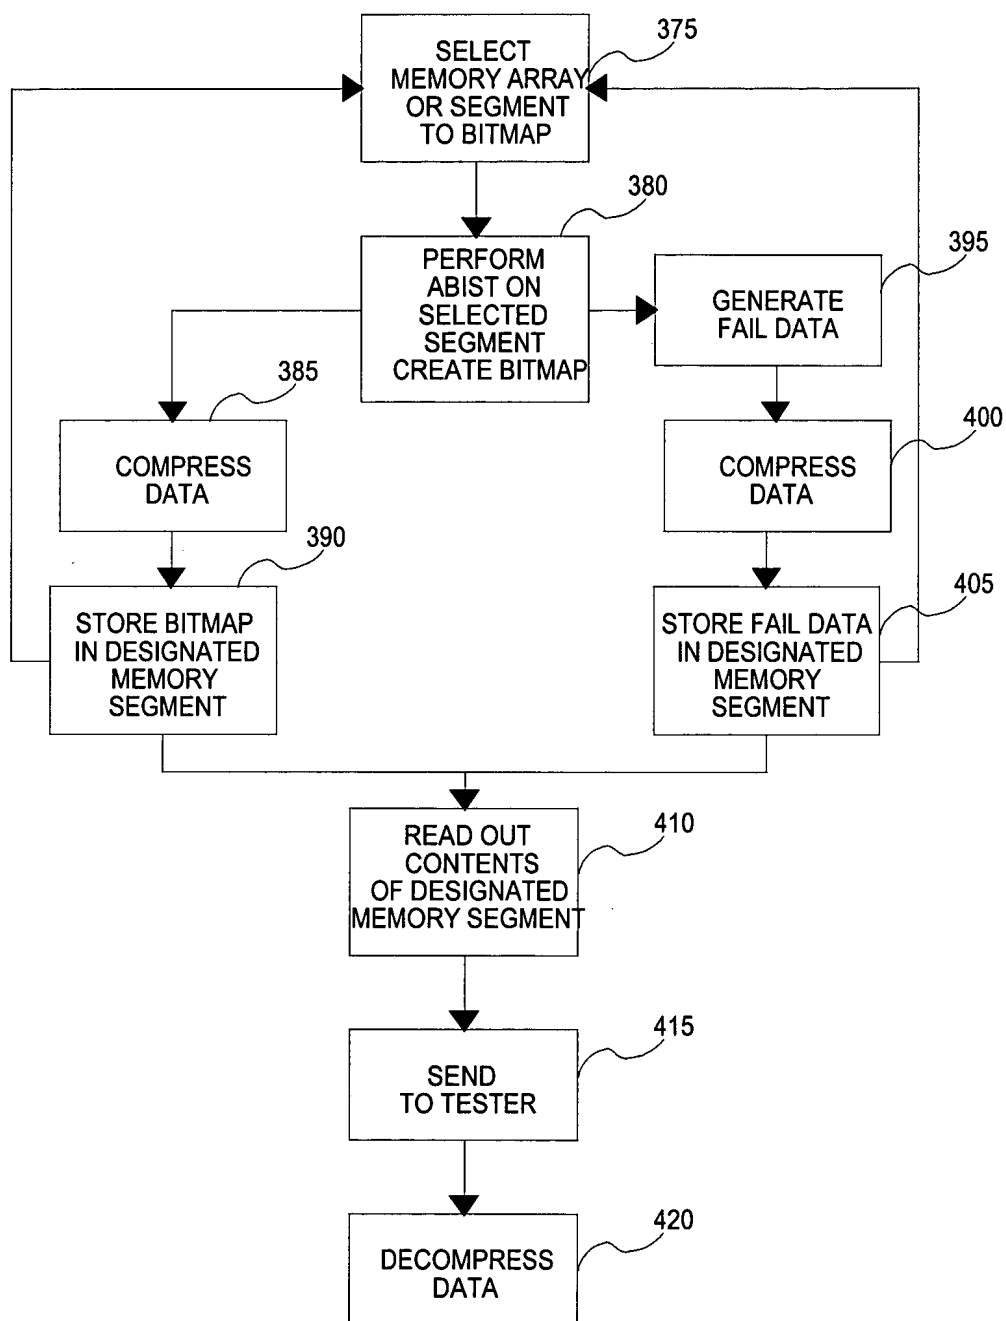 375
SELECT
MEMORY ARRAY
OR SEGMENT
TO BITMAP
380
PERFORM
ABIST ON
SELECTED
SEGMENT
CREATE BITMAP
395
GENERATE
FAIL DATA
385
COMPRESS
DATA
400
COMPRESS
DATA
390
STORE BITMAP
IN DESIGNATED
MEMORY
SEGMENT
405
STORE FAIL DATA
IN DESIGNATED
MEMORY
SEGMENT
410
READ OUT
CONTENTS
OF DESIGNATED
MEMORY SEGMENT
415
SEND
TO TESTER
420
DECOMPRESS
DATA